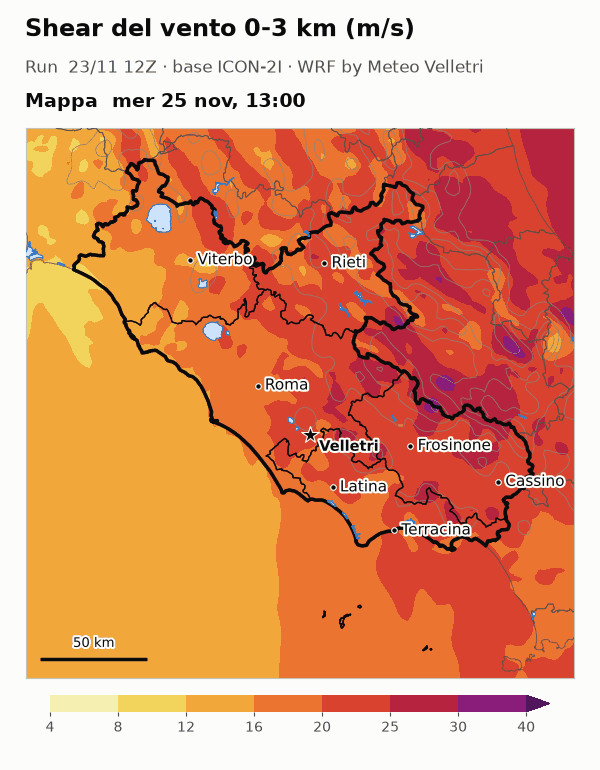 Shear del vento 0-3 km (m/s)
Run  23/11 12Z · base ICON-2I · WRF by Meteo Velletri
Mappa  mer 25 nov, 13:00
Viterbo
Rieti
Roma
Velletri
Frosinone
Latina
Cassino
Terracina
50 km
4 8 12 16 20 25 30 40